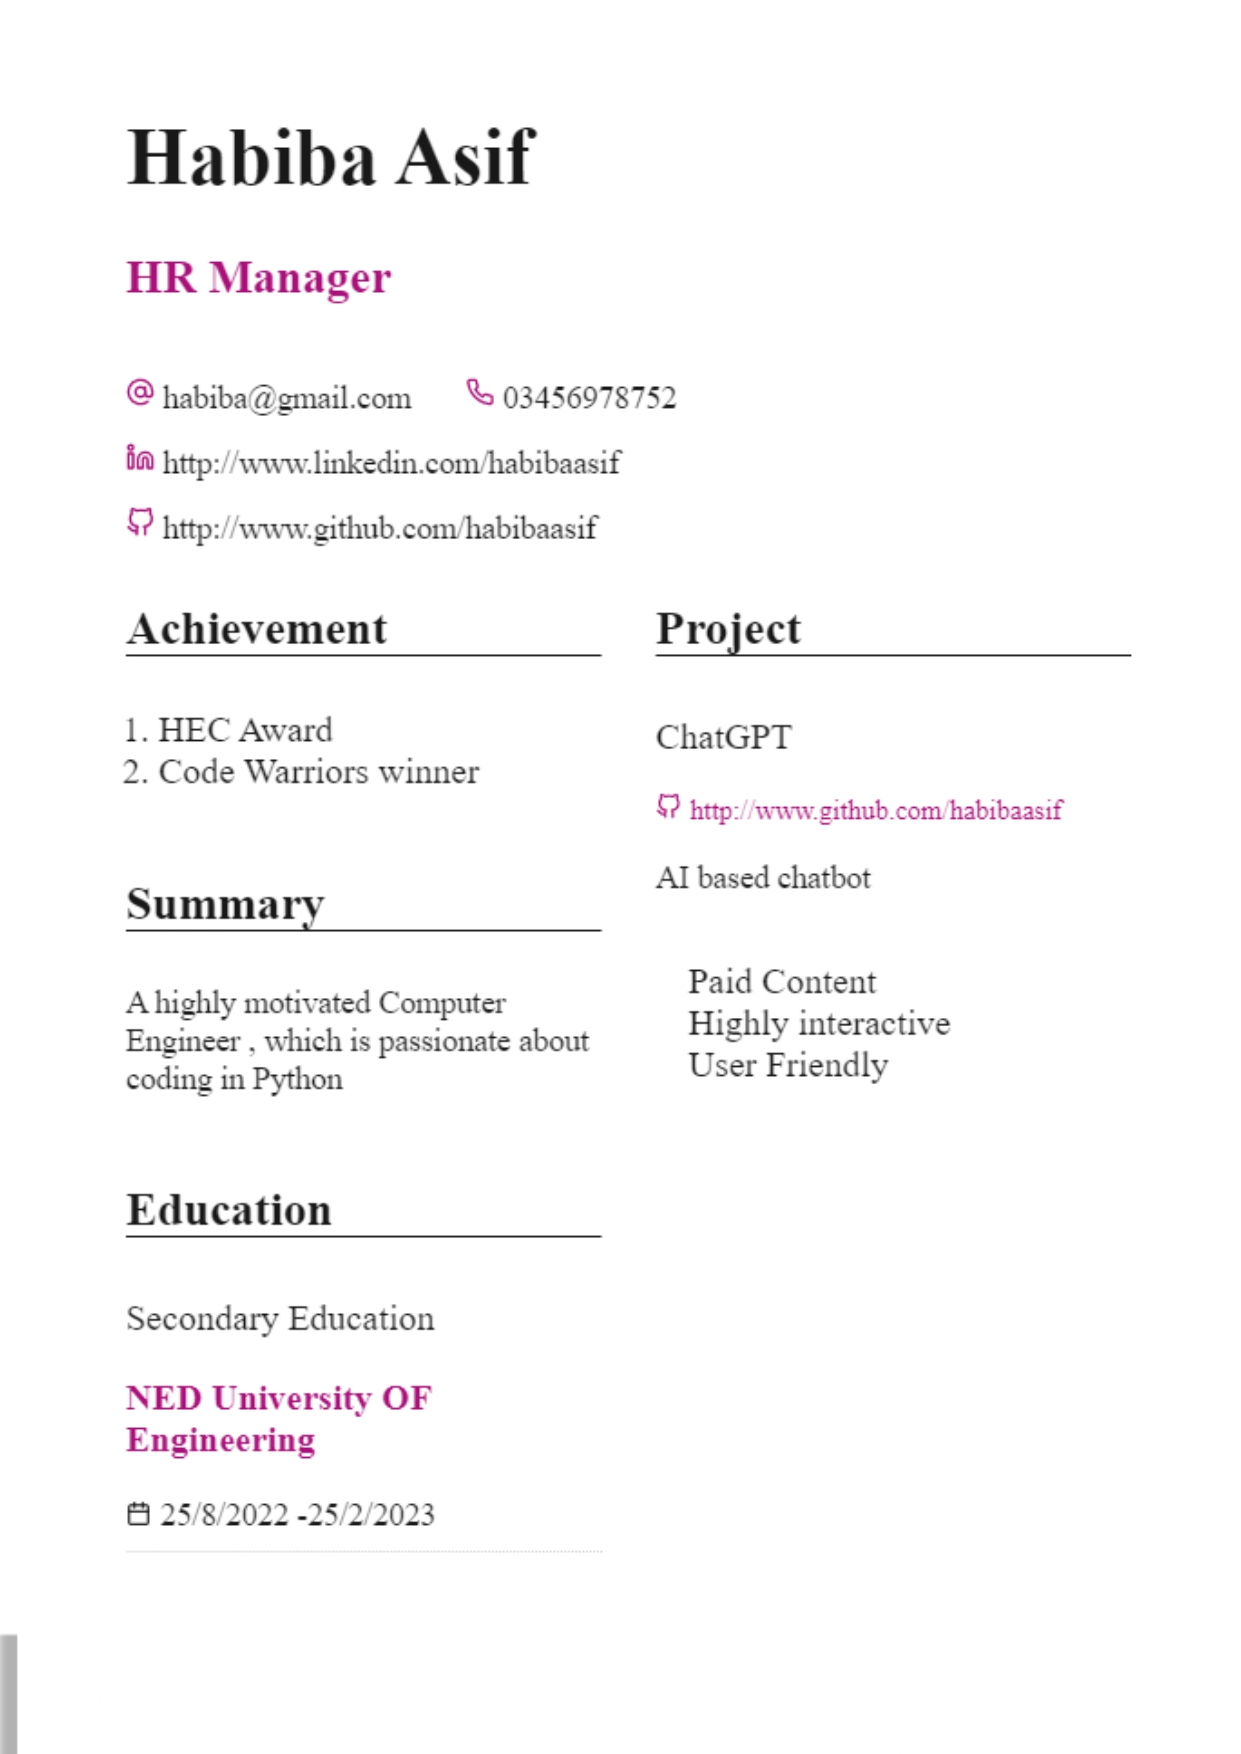 Habiba Asif
HR Manager
habiba@gmail.com 03456978752
http://www.linkedin.com/habibaasif
http://www.github.com/habibaasif
Achievement
1. HEC Award
2. Code Warriors winner
Summary
A highly motivated Computer
Engineer , which is passionate about
coding in Python
Education
Secondary Education
NED University OF
Engineering
25/8/2022 -25/2/2023
Project
ChatGPT
http://www.github.com/habibaasif
AI based chatbot
Paid Content
Highly interactive
User Friendly